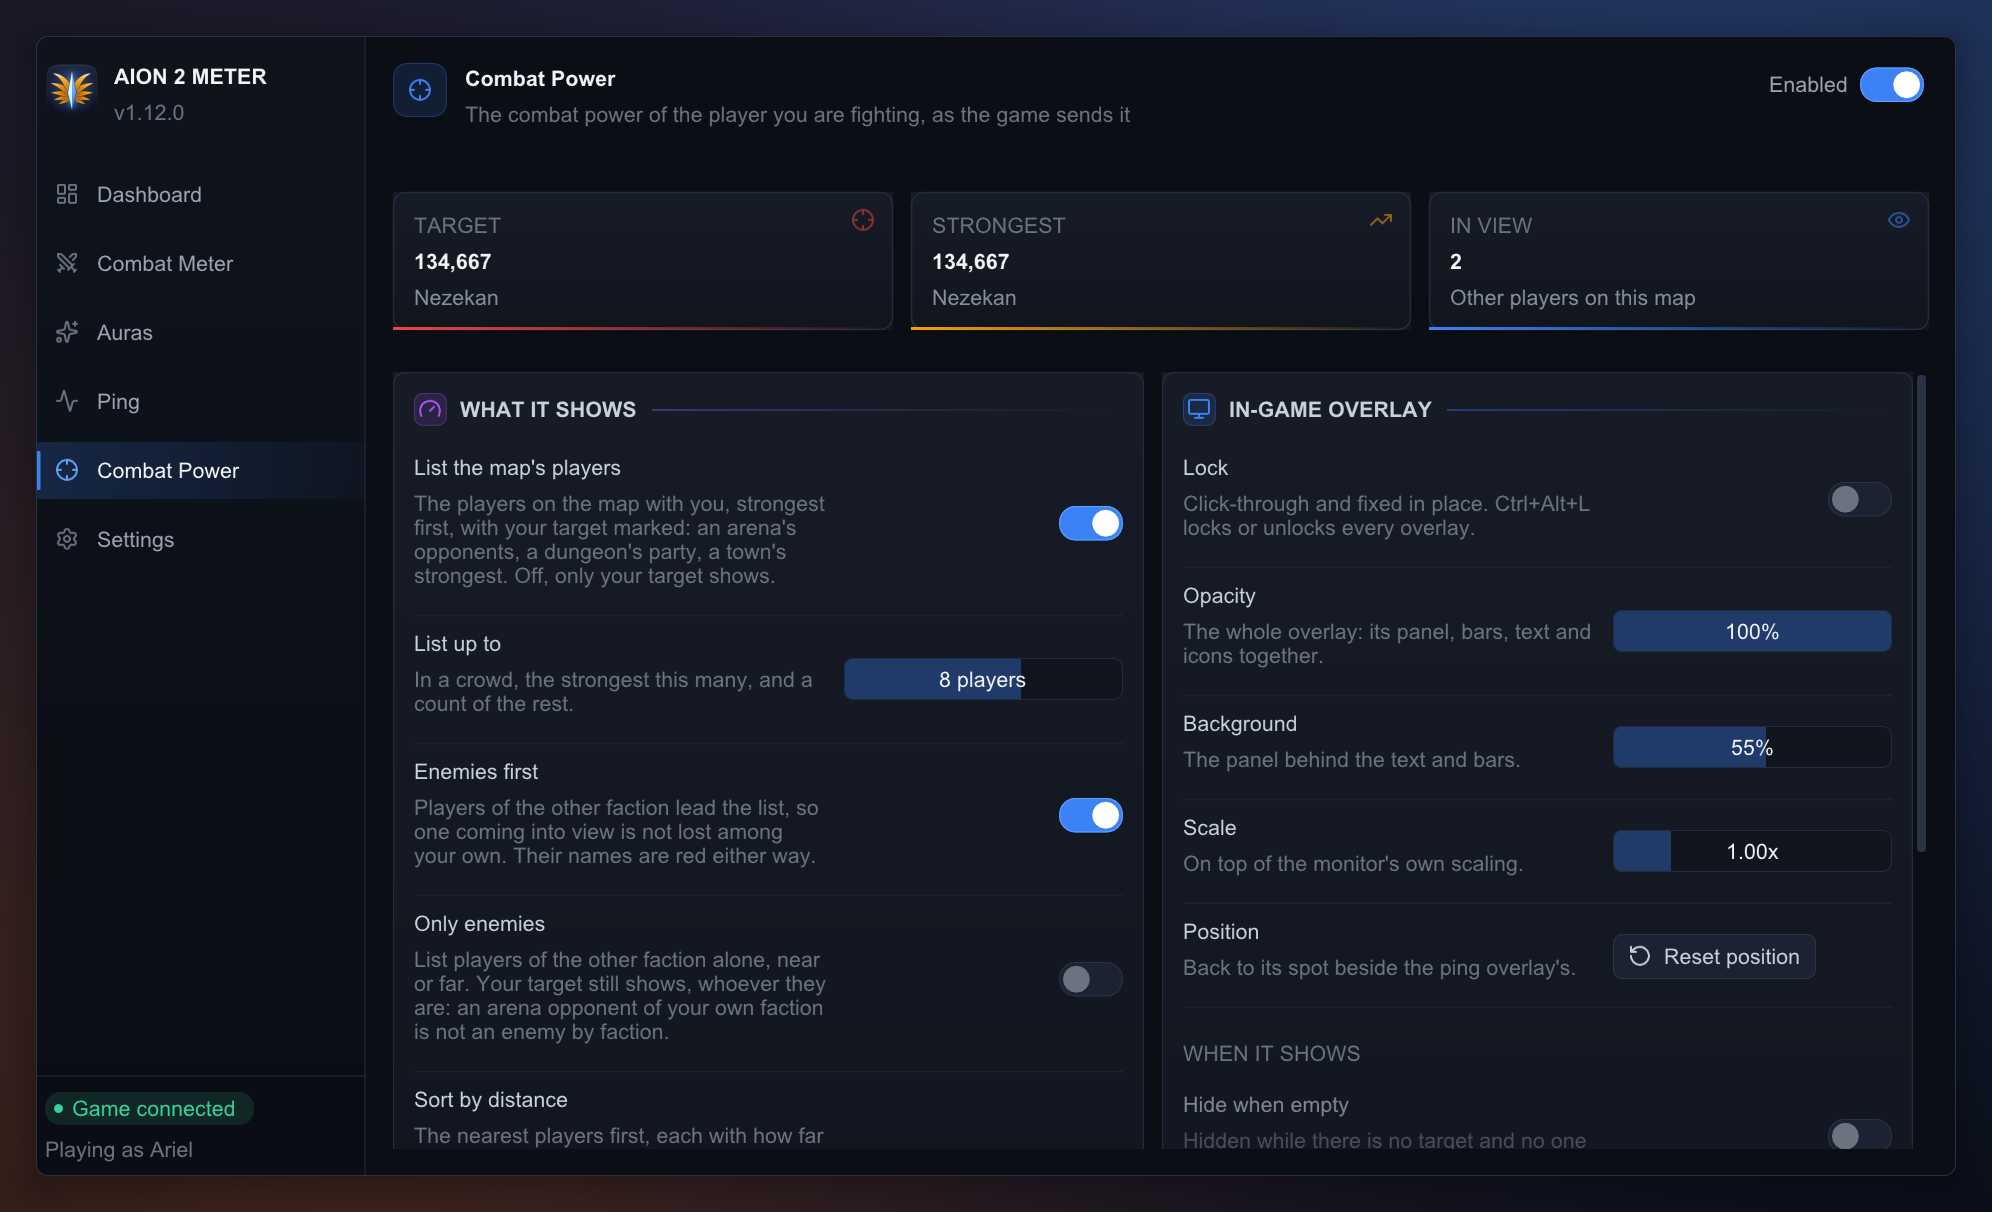 AION 2 METER
v1.12.0
Dashboard
Combat Meter
Auras
Ping
Combat Power
Settings
Game connected
Playing as Ariel
Combat Power
The combat power of the player you are fighting, as the game sends it
Enabled
TARGET
134,667
Nezekan
STRONGEST
134,667
Nezekan
IN VIEW
2
Other players on this map
WHAT IT SHOWS
List the map's players
The players on the map with you, strongest
first, with your target marked: an arena's
opponents, a dungeon's party, a town's
strongest. Off, only your target shows.
List up to
In a crowd, the strongest this many, and a
count of the rest.
8 players
Enemies first
Players of the other faction lead the list, so
one coming into view is not lost among
your own. Their names are red either way.
Only enemies
List players of the other faction alone, near
or far. Your target still shows, whoever they
are: an arena opponent of your own faction
is not an enemy by faction.
Sort by distance
The nearest players first, each with how far
IN-GAME OVERLAY
Lock
Click-through and fixed in place. Ctrl+Alt+L
locks or unlocks every overlay.
Opacity
The whole overlay: its panel, bars, text and
icons together.
100%
Background
The panel behind the text and bars.
55%
Scale
On top of the monitor's own scaling.
1.00x
Position
Back to its spot beside the ping overlay's.
Reset position
WHEN IT SHOWS
Hide when empty
Hidden while there is no target and no one